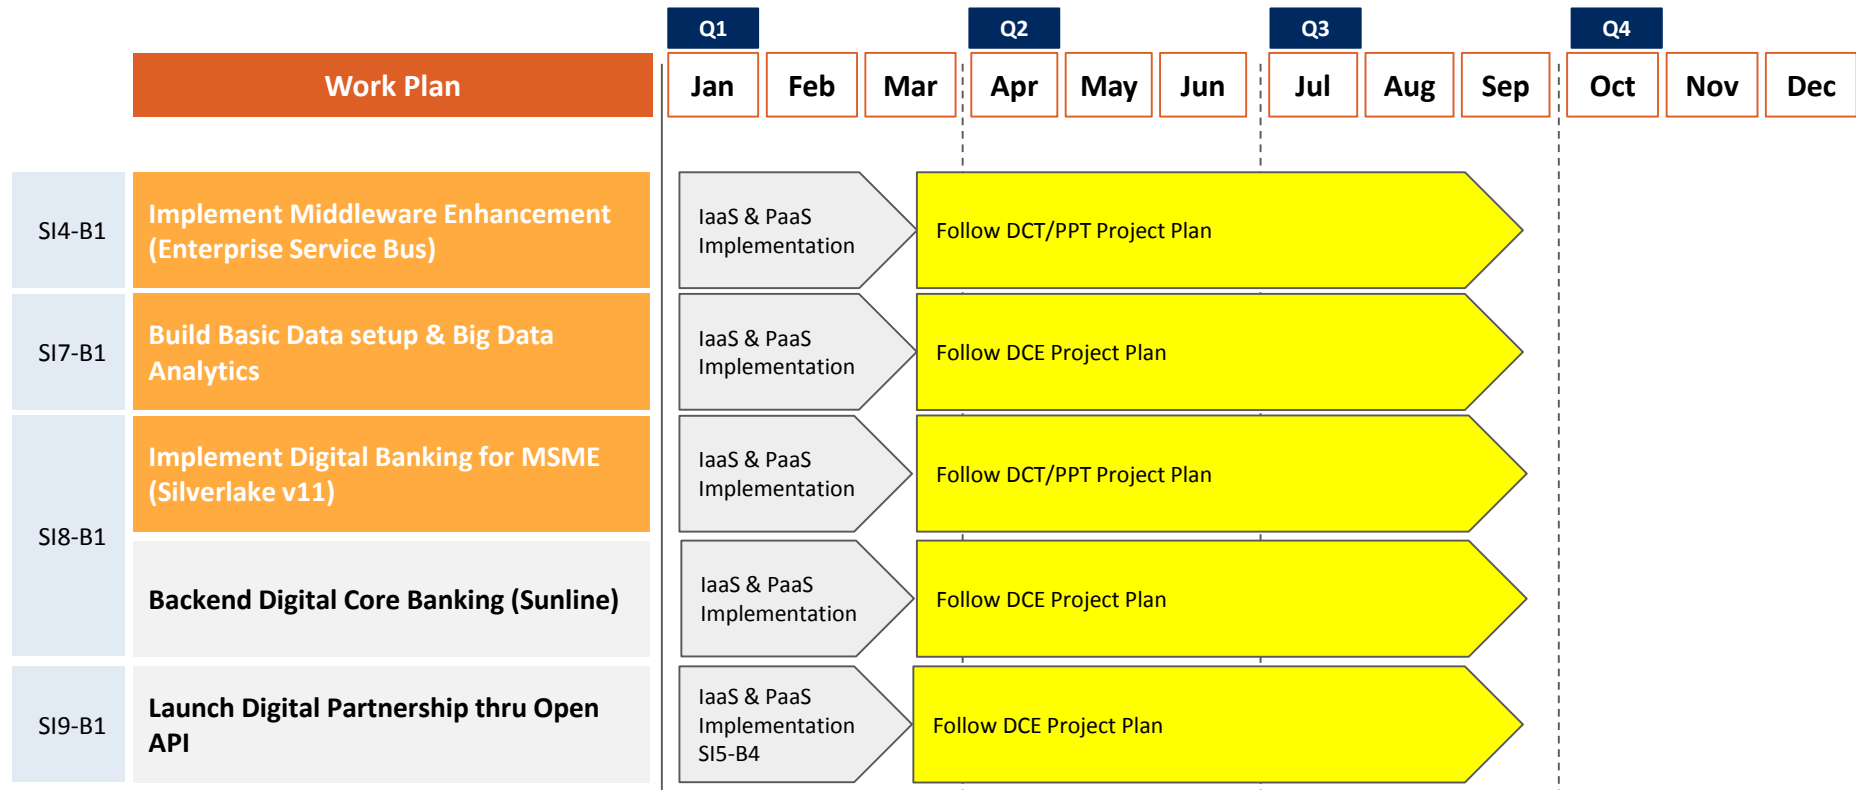 Q1
Q2
Q3
Q4
Work Plan
Jan
Feb
Mar
Apr
May
Jun
Jul
Aug
Sep
Oct
Nov
Dec
SI4-B1
Implement Middleware Enhancement
(Enterprise Service Bus)
IaaS & PaaS
Implementation
Follow DCT/PPT Project Plan
SI7-B1
Build Basic Data setup & Big Data
Analytics
IaaS & PaaS
Implementation
Follow DCE Project Plan
SI8-B1
Implement Digital Banking for MSME
(Silverlake v11)
IaaS & PaaS
Implementation
Follow DCT/PPT Project Plan
Backend Digital Core Banking (Sunline)
IaaS & PaaS
Implementation
Follow DCE Project Plan
SI9-B1
Launch Digital Partnership thru Open
API
IaaS & PaaS
Implementation
SI5-B4
Follow DCE Project Plan